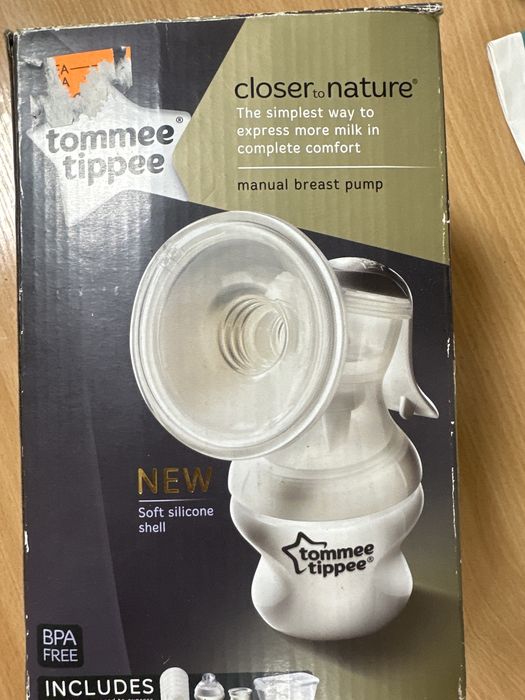 tommee
tippee®
closer to nature®
The simplest way to
express more milk in
complete comfort
manual breast pump
NEW
Soft silicone
shell
tommee
tippee®
BPA
FREE
INCLUDES